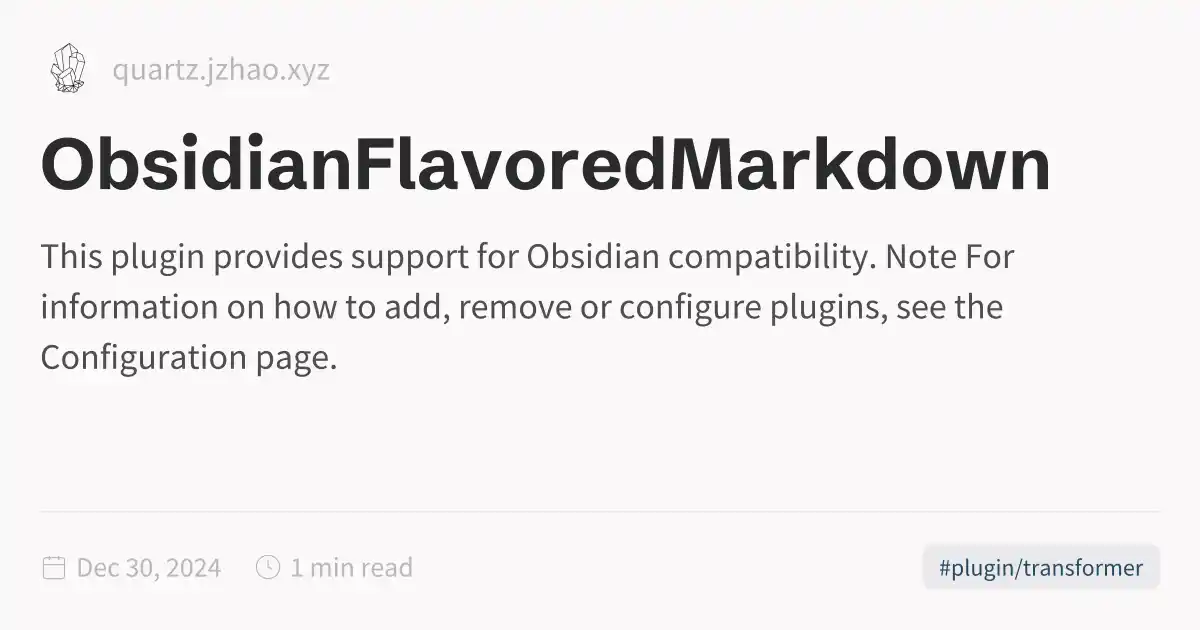 quartz.jzhao.xyz
ObsidianFlavoredMarkdown
This plugin provides support for Obsidian compatibility. Note For
information on how to add, remove or configure plugins, see the
Configuration page.
Dec 30, 2024 1 min read #plugin/transformer